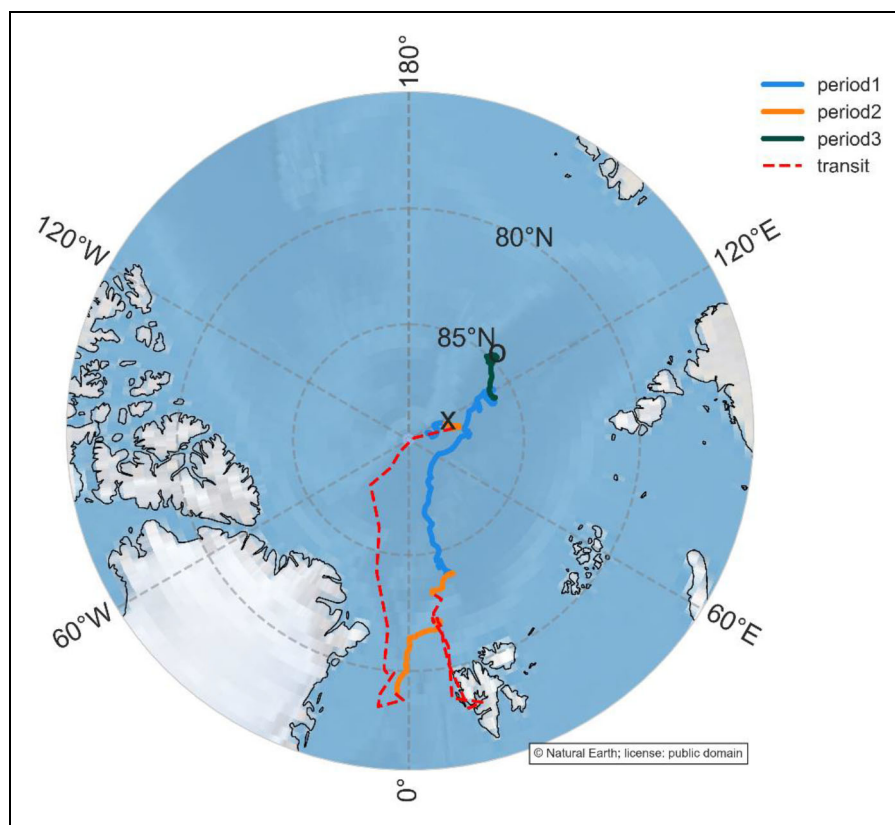 180°
period1
period2
period3
transit
120°W
120°E
80°N
85°N
O
X
60°W
60°E
© Natural Earth; license: public domain
0°